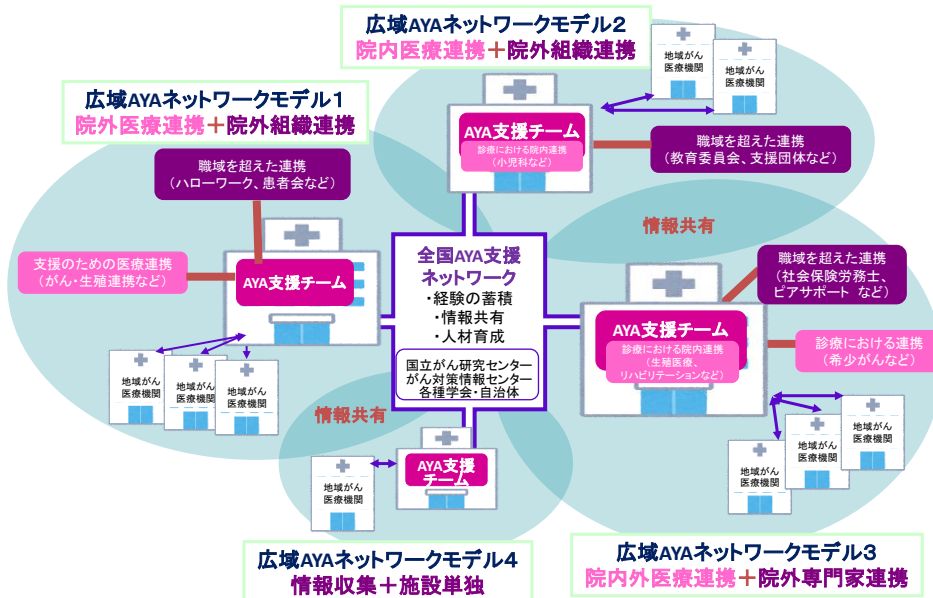 広域AYAネットワークモデル2
院内医療連携＋院外組織連携
地域がん
医療機関
地域がん
医療機関
AYA支援チーム
診療における院内連携
（小児科など）
職域を超えた連携
（教育委員会、支援団体など）
広域AYAネットワークモデル1
院外医療連携＋院外組織連携
職域を超えた連携
（ハローワーク、患者会など）
支援のための医療連携
（がん・生殖連携など）
AYA支援チーム
地域がん
医療機関
地域がん
医療機関
地域がん
医療機関
全国AYA支援
ネットワーク
・経験の蓄積
・情報共有
・人材育成
国立がん研究センター
がん対策情報センター
各種学会・自治体
情報共有
職域を超えた連携
（社会保険労務士、
ピアサポート など）
AYA支援チーム
診療における院内連携
（生殖医療、
リハビリテーションなど）
診療における連携
（希少がんなど）
地域がん
医療機関
地域がん
医療機関
地域がん
医療機関
情報共有
AYA支援
チーム
地域がん
医療機関
広域AYAネットワークモデル4
情報収集＋施設単独
広域AYAネットワークモデル3
院内外医療連携＋院外専門家連携